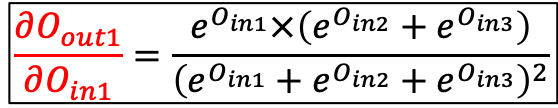 ∂O_out1/∂O_in1 = e^{O_in1}×(e^{O_in2} + e^{O_in3})/(e^{O_in1} + e^{O_in2} + e^{O_in3})^2